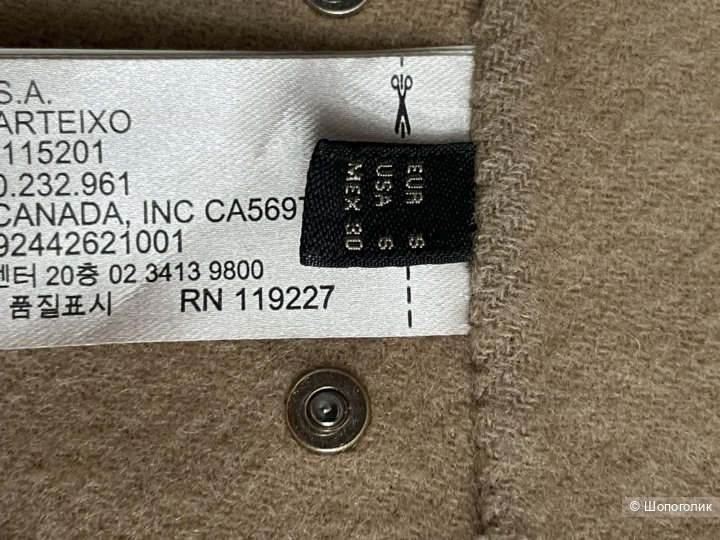 S.A.
ARTEIXO
115201
0.232.961
CANADA, INC CA5697
92442621001
센터 20층 02 3413 9800
품질표시 RN 119227
EUR S
USA S
MEX 30
© Шопоголик